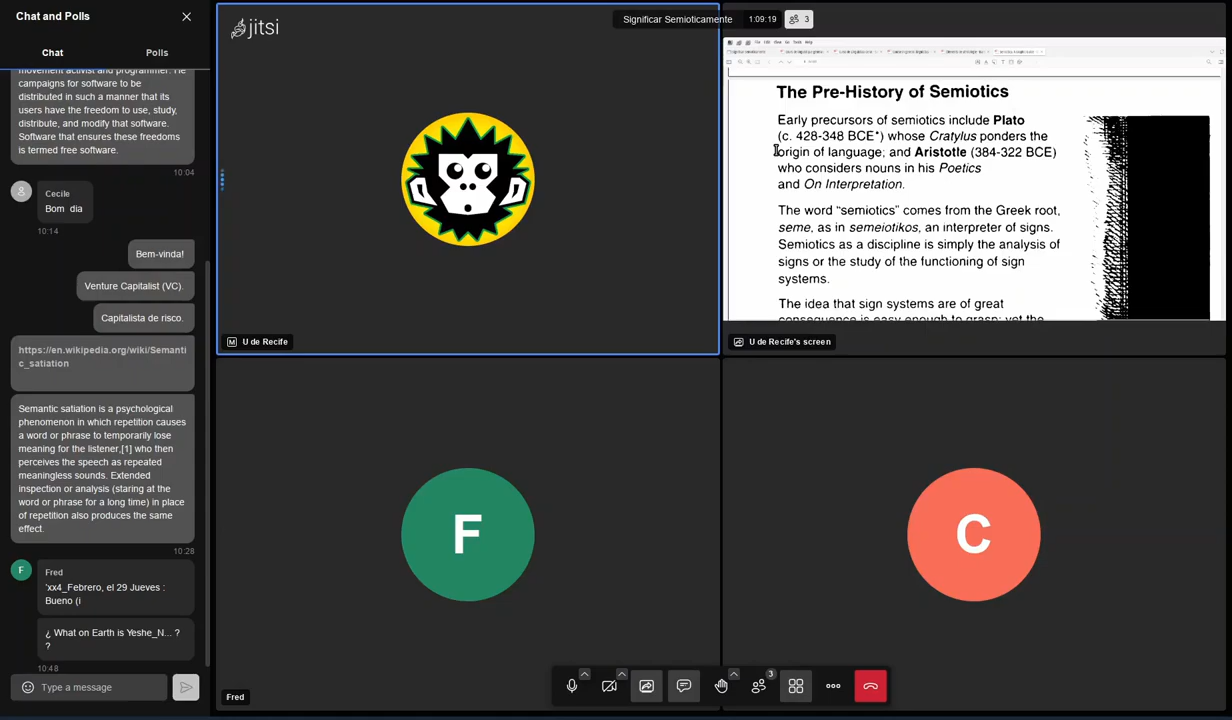 Chat and Polls
Chat
Polls
movement activist and programmer. He
campaigns for software to be
distributed in such a manner that its
users have the freedom to use, study,
distribute, and modify that software.
Software that ensures these freedoms
is termed free software.
10:04
Cecile
Bom dia
10:14
Bem-vinda!
Venture Capitalist (VC).
Capitalista de risco.
https://en.wikipedia.org/wiki/Semanti
c_satiation
Semantic satiation is a psychological
phenomenon in which repetition causes
a word or phrase to temporarily lose
meaning for the listener,[1] who then
perceives the speech as repeated
meaningless sounds. Extended
inspection or analysis (staring at the
word or phrase for a long time) in place
of repetition also produces the same
effect.
10:28
F
Fred
'xx4_Febrero, el 29 Jueves :
Bueno (i
¿ What on Earth is Yeshe_N... ?
?
10:48
Type a message
jitsi
Significar Semioticamente
1:09:19
3
U de Recife
The Pre-History of Semiotics
Early precursors of semiotics include Plato
(c. 428-348 BCE*) whose Cratylus ponders the
origin of language; and Aristotle (384-322 BCE)
who considers nouns in his Poetics
and On Interpretation.
The word "semiotics" comes from the Greek root,
seme, as in semeiotikos, an interpreter of signs.
Semiotics as a discipline is simply the analysis of
signs or the study of the functioning of sign
systems.
The idea that sign systems are of great
consequence is easy enough to grasp; yet the
U de Recife's screen
F
Fred
C
3